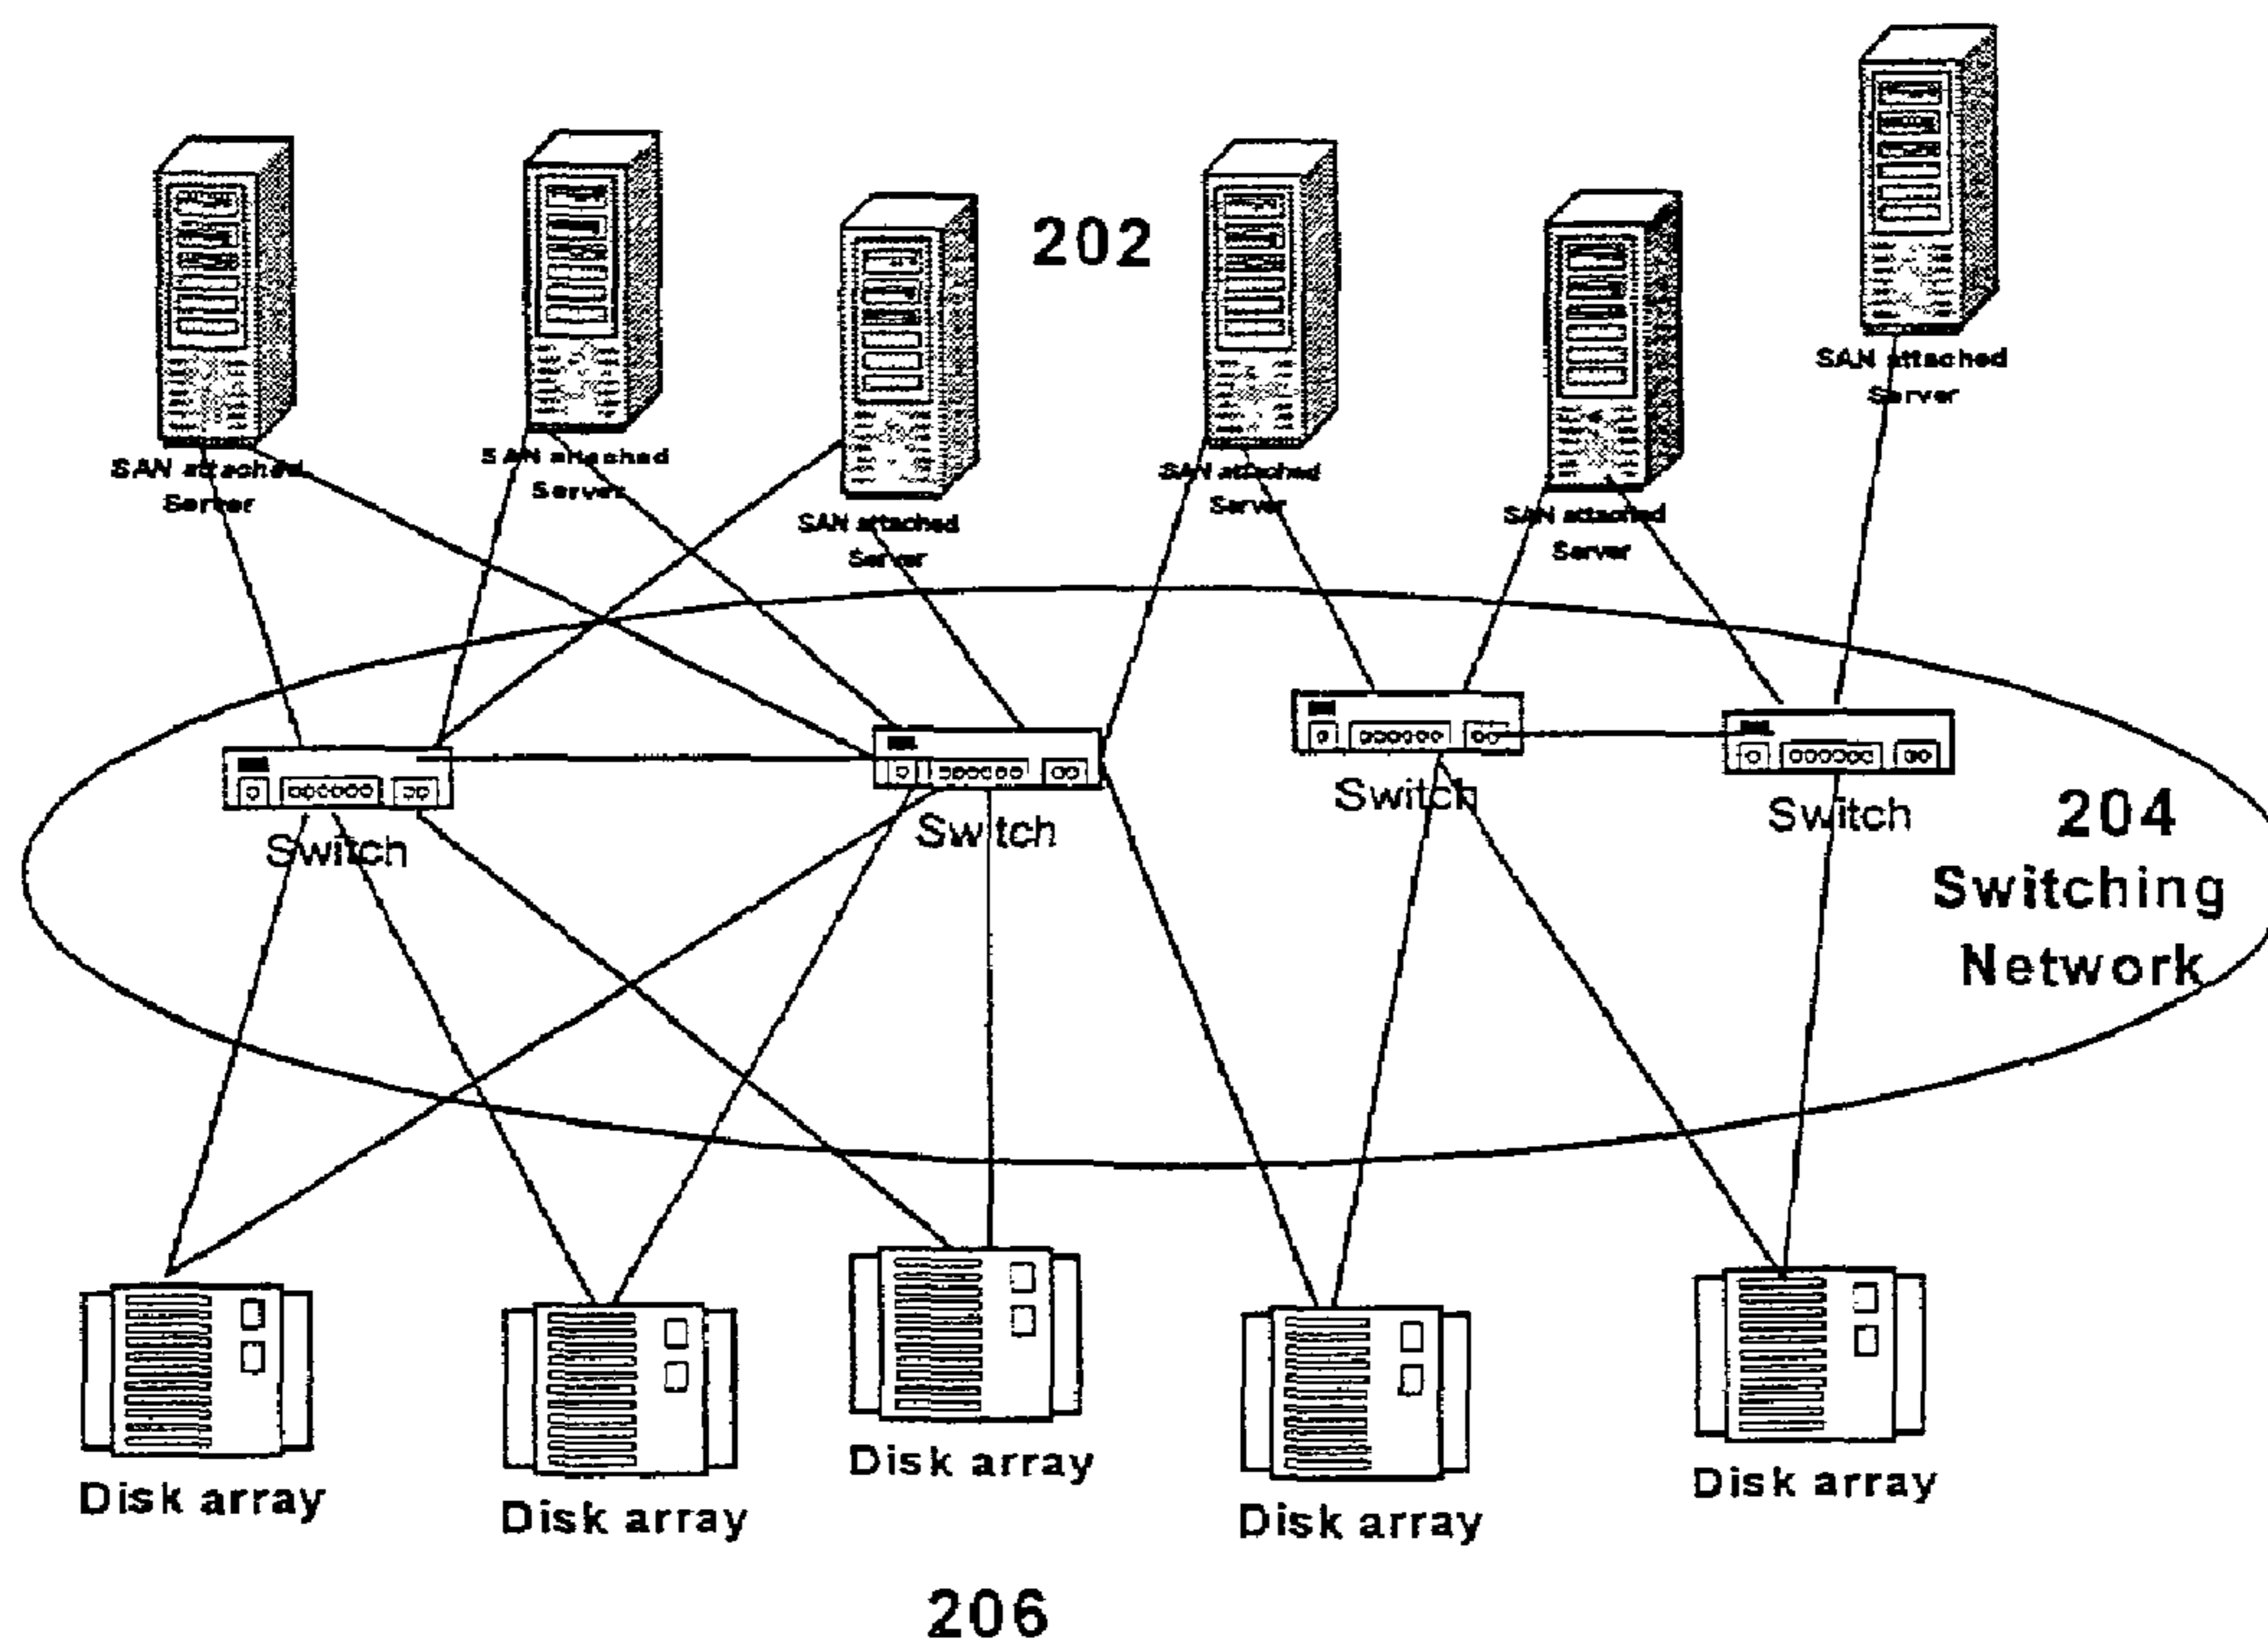 202
SAN attached
Server
SAN attached
Server
SAN attached
Server
SAN attached
Server
SAN attached
Server
SAN attached
Server
Switch
Switch
Switch
Switch
204
Switching
Network
Disk array
Disk array
Disk array
Disk array
Disk array
206